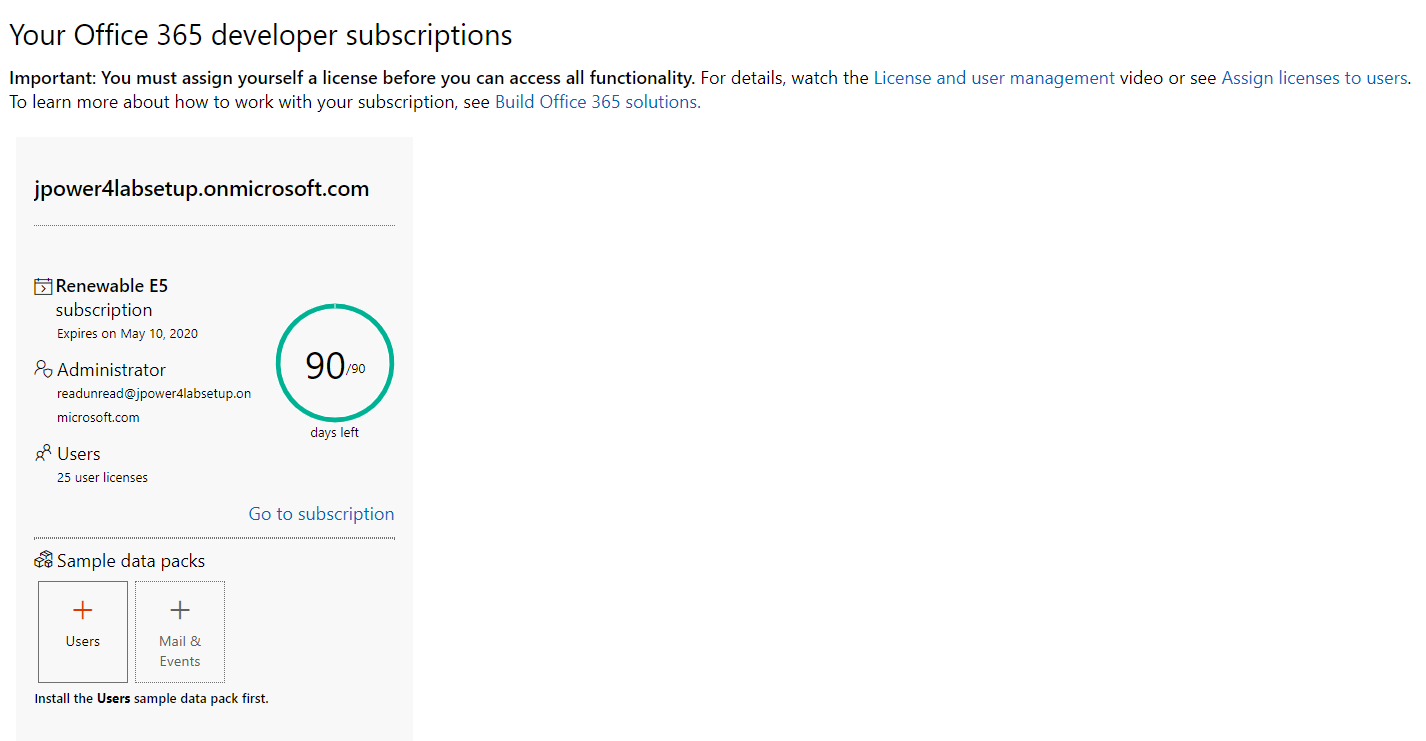 Your Office 365 developer subscriptions
Important: You must assign yourself a license before you can access all functionality. For details, watch the License and user management video or see Assign licenses to users.
To learn more about how to work with your subscription, see Build Office 365 solutions.
jpower4labsetup.onmicrosoft.com
Renewable E5
subscription
Expires on May 10, 2020
Administrator
readunread@jpower4labsetup.on
microsoft.com
Users
25 user licenses
90/90
days left
Go to subscription
Sample data packs
Users
Mail &
Events
Install the Users sample data pack first.